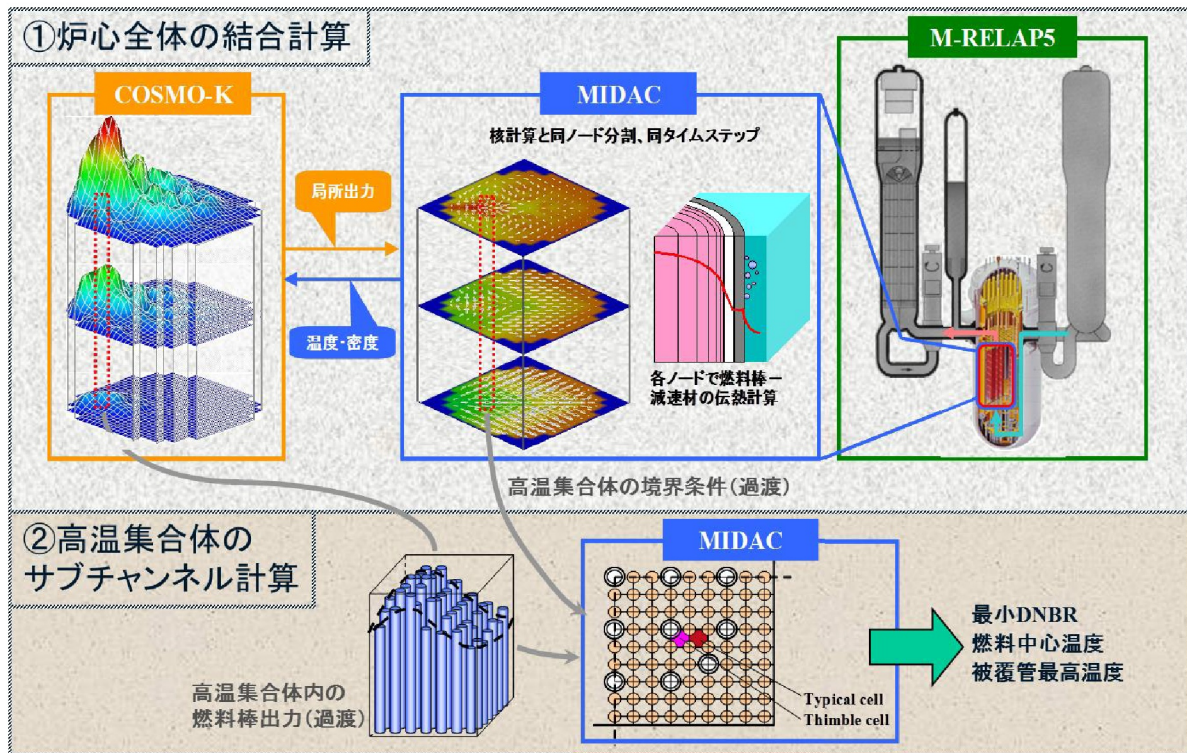 ①炉心全体の結合計算
COSMO-K
MIDAC
M-RELAP5
核計算と同ノード分割、同タイムステップ
局所出力
温度・密度
各ノードで燃料棒－
減速材の伝熱計算
高温集合体の境界条件(過渡)
②高温集合体の
サブチャンネル計算
高温集合体内の
燃料棒出力(過渡)
MIDAC
Typical cell
Thimble cell
最小DNBR
燃料中心温度
被覆管最高温度